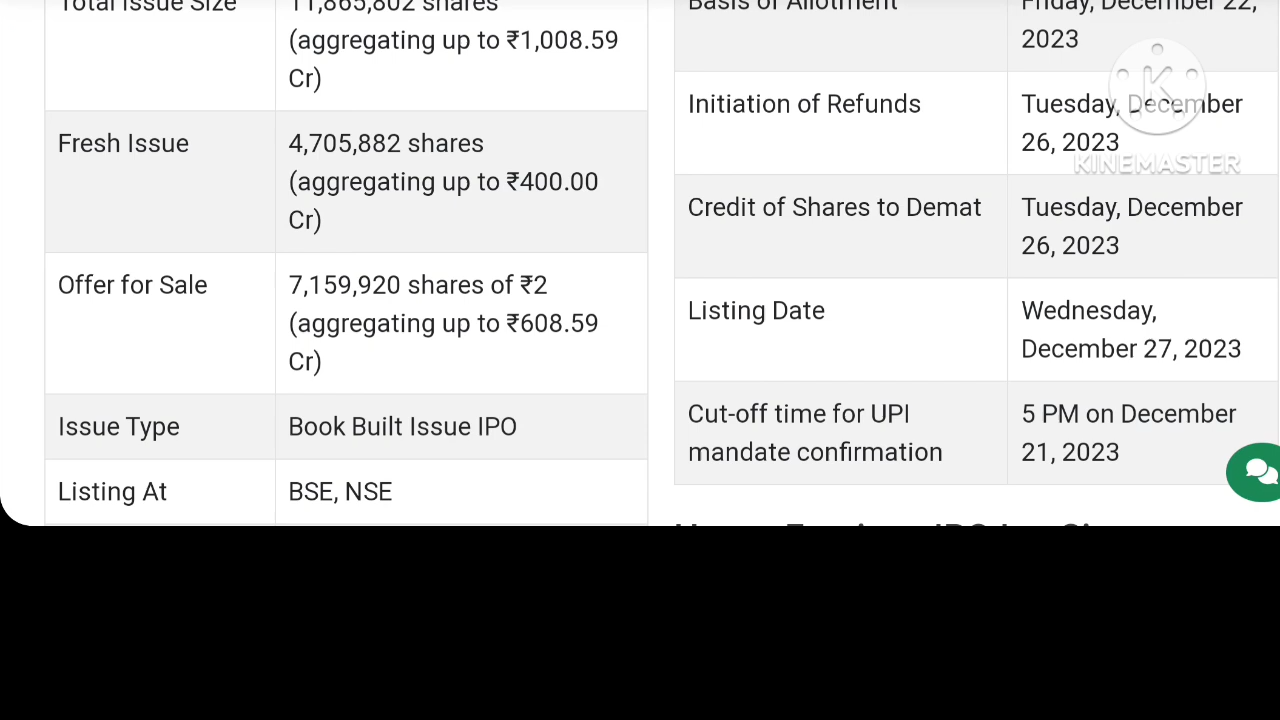 Total Issue Size
11,865,802 shares
(aggregating up to ₹1,008.59
Cr)
Fresh Issue
4,705,882 shares
(aggregating up to ₹400.00
Cr)
Offer for Sale
7,159,920 shares of ₹2
(aggregating up to ₹608.59
Cr)
Issue Type
Book Built Issue IPO
Listing At
BSE, NSE
Basis of Allotment
Friday, December 22,
2023
Initiation of Refunds
Tuesday, December
26, 2023
Credit of Shares to Demat
Tuesday, December
26, 2023
Listing Date
Wednesday,
December 27, 2023
Cut-off time for UPI
mandate confirmation
5 PM on December
21, 2023
K
KINEMASTER